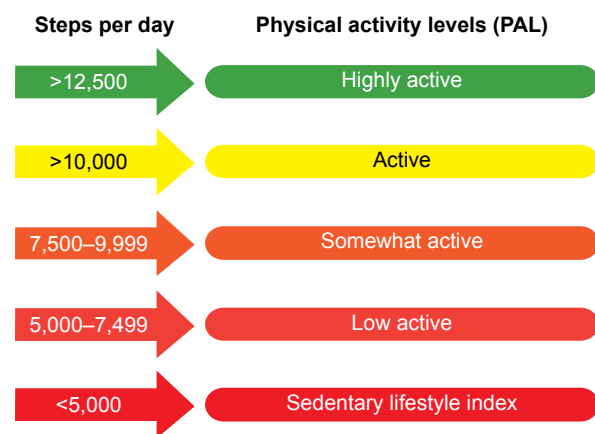 Steps per day Physical activity levels (PAL)
>12,500 Highly active
>10,000 Active
7,500–9,999 Somewhat active
5,000–7,499 Low active
<5,000 Sedentary lifestyle index